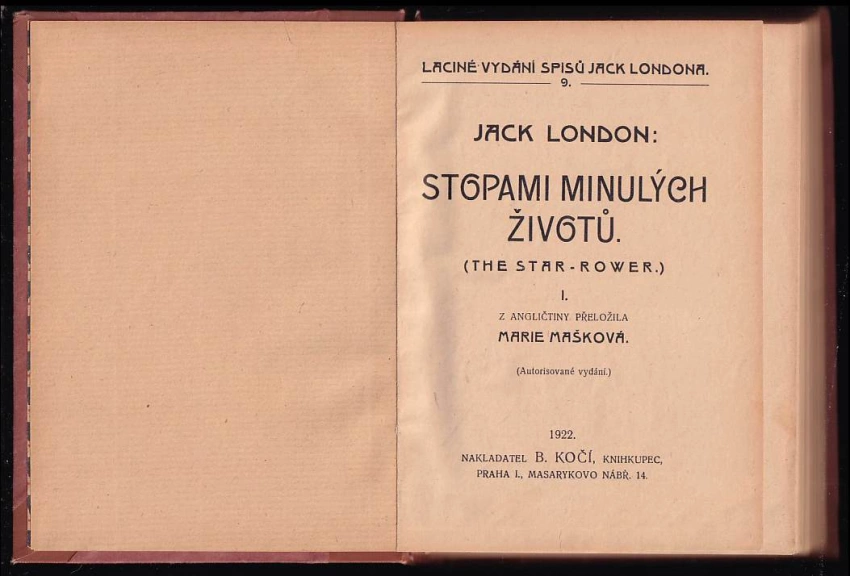 LACINÉ VYDÁNÍ SPISŮ JACK LONDONA.
9.
JACK LONDON:
STOPAMI MINULÝCH
ŽIVOTŮ.
(THE STAR-ROWER.)
I.
Z ANGLIČTINY PŘELOŽILA
MARIE MAŠKOVÁ.
(Autorisované vydání.)
1922.
NAKLADATEL B. KOČÍ, KNIHKUPEC,
PRAHA I., MASARYKOVO NÁBŘ. 14.